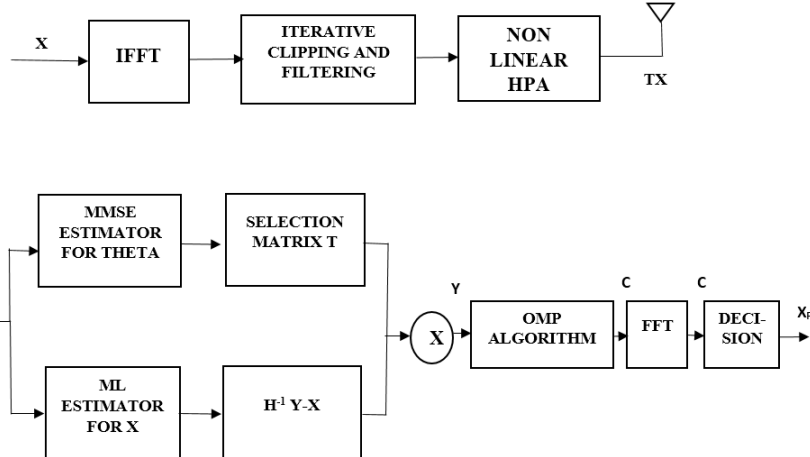 X
IFFT
ITERATIVE
CLIPPING AND
FILTERING
NON
LINEAR
HPA
TX
MMSE
ESTIMATOR
FOR THETA
SELECTION
MATRIX T
ML
ESTIMATOR
FOR X
H⁻¹ Y-X
X
Y
OMP
ALGORITHM
C
FFT
C
DECI-
SION